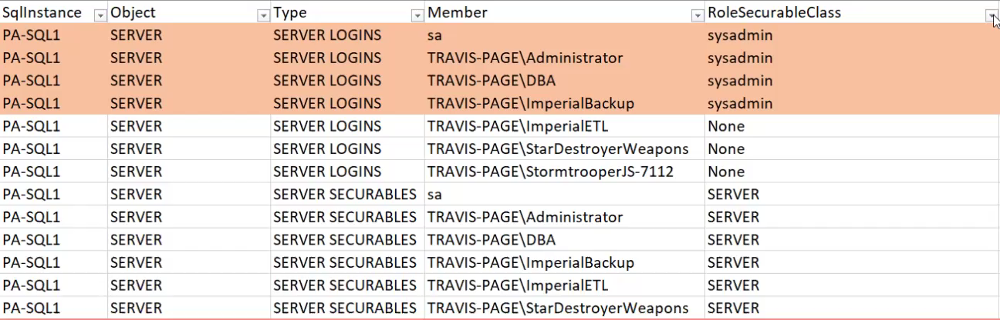 SqlInstance Object Type Member RoleSecurableClass
PA-SQL1 SERVER SERVER LOGINS sa sysadmin
PA-SQL1 SERVER SERVER LOGINS TRAVIS-PAGE\Administrator sysadmin
PA-SQL1 SERVER SERVER LOGINS TRAVIS-PAGE\DBA sysadmin
PA-SQL1 SERVER SERVER LOGINS TRAVIS-PAGE\ImperialBackup sysadmin
PA-SQL1 SERVER SERVER LOGINS TRAVIS-PAGE\ImperialETL None
PA-SQL1 SERVER SERVER LOGINS TRAVIS-PAGE\StarDestroyerWeapons None
PA-SQL1 SERVER SERVER LOGINS TRAVIS-PAGE\StormtrooperJS-7112 None
PA-SQL1 SERVER SERVER SECURABLES sa SERVER
PA-SQL1 SERVER SERVER SECURABLES TRAVIS-PAGE\Administrator SERVER
PA-SQL1 SERVER SERVER SECURABLES TRAVIS-PAGE\DBA SERVER
PA-SQL1 SERVER SERVER SECURABLES TRAVIS-PAGE\ImperialBackup SERVER
PA-SQL1 SERVER SERVER SECURABLES TRAVIS-PAGE\ImperialETL SERVER
PA-SQL1 SERVER SERVER SECURABLES TRAVIS-PAGE\StarDestroyerWeapons SERVER